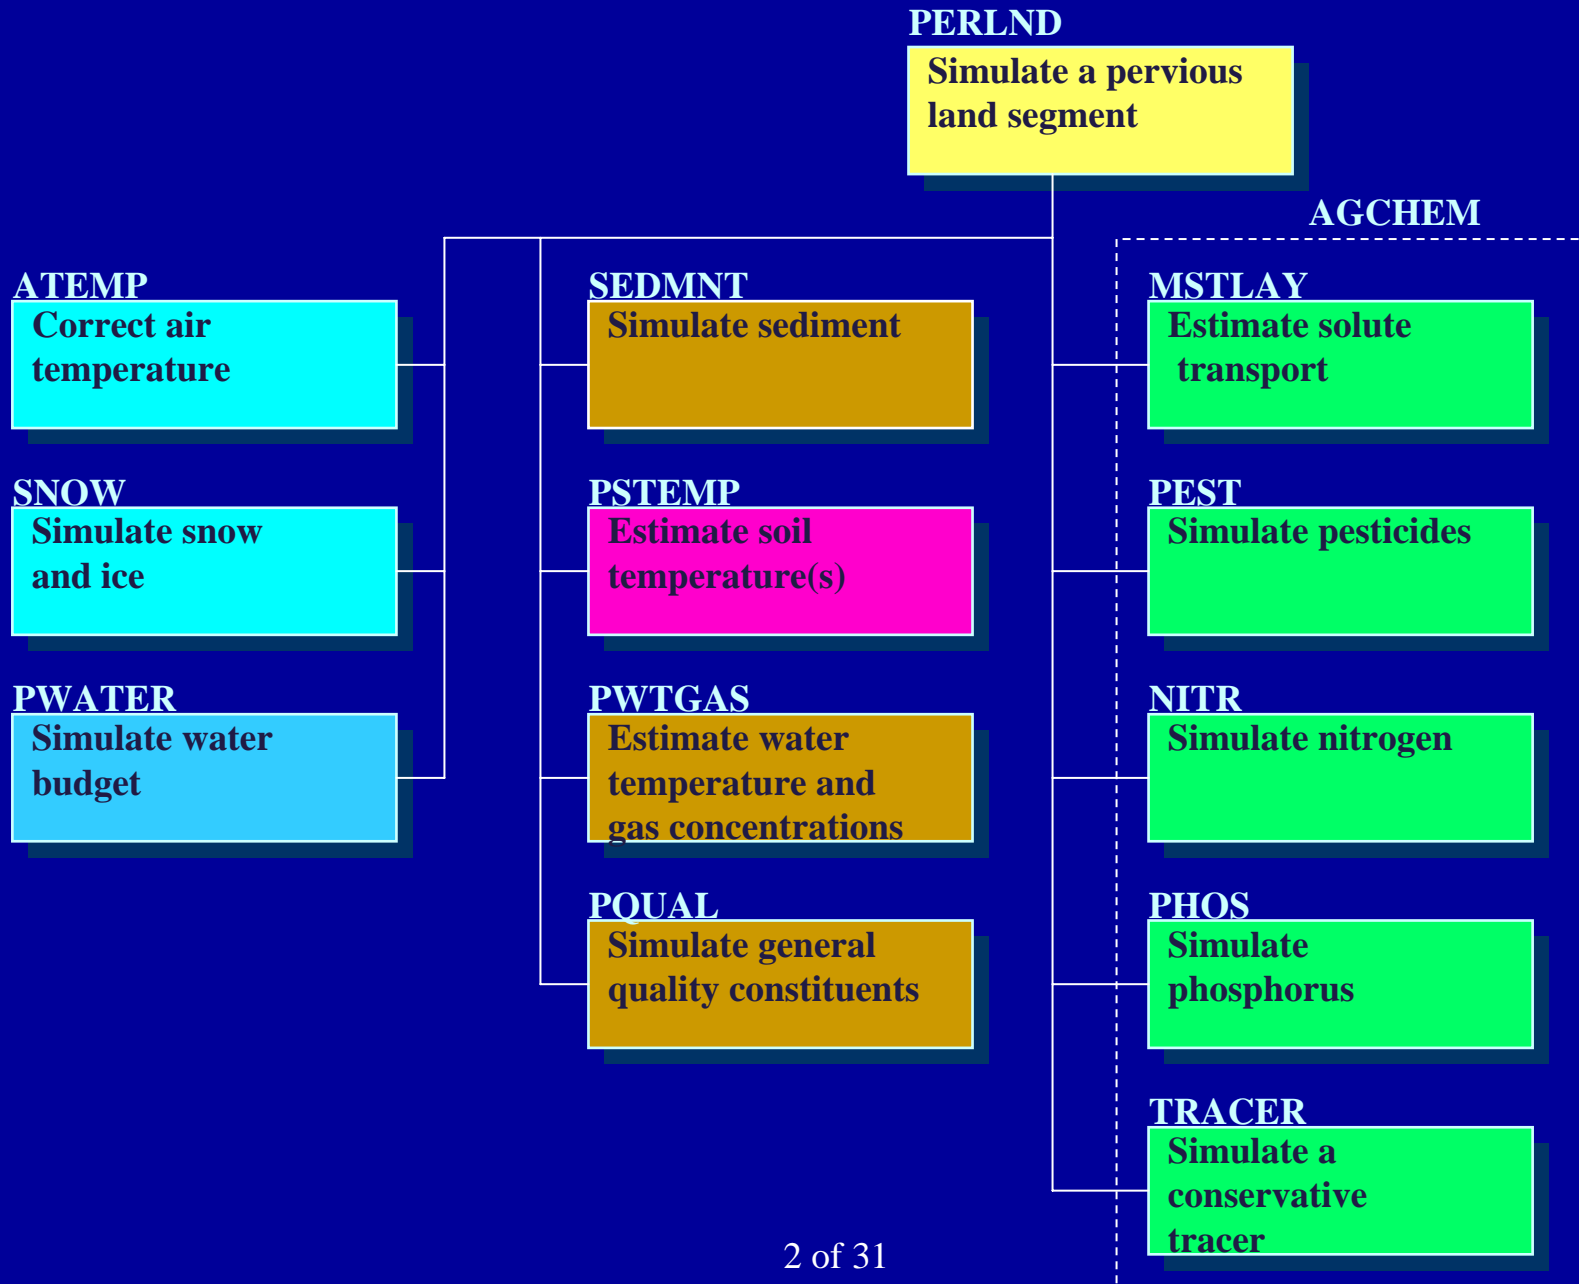 PERLND
Simulate a pervious
land segment
AGCHEM
ATEMP
Correct air
temperature
SNOW
Simulate snow
and ice
PWATER
Simulate water
budget
SEDMNT
Simulate sediment
PSTEMP
Estimate soil
temperature(s)
PWTGAS
Estimate water
temperature and
gas concentrations
PQUAL
Simulate general
quality constituents
MSTLAY
Estimate solute
transport
PEST
Simulate pesticides
NITR
Simulate nitrogen
PHOS
Simulate
phosphorus
TRACER
Simulate a
conservative
tracer
2 of 31